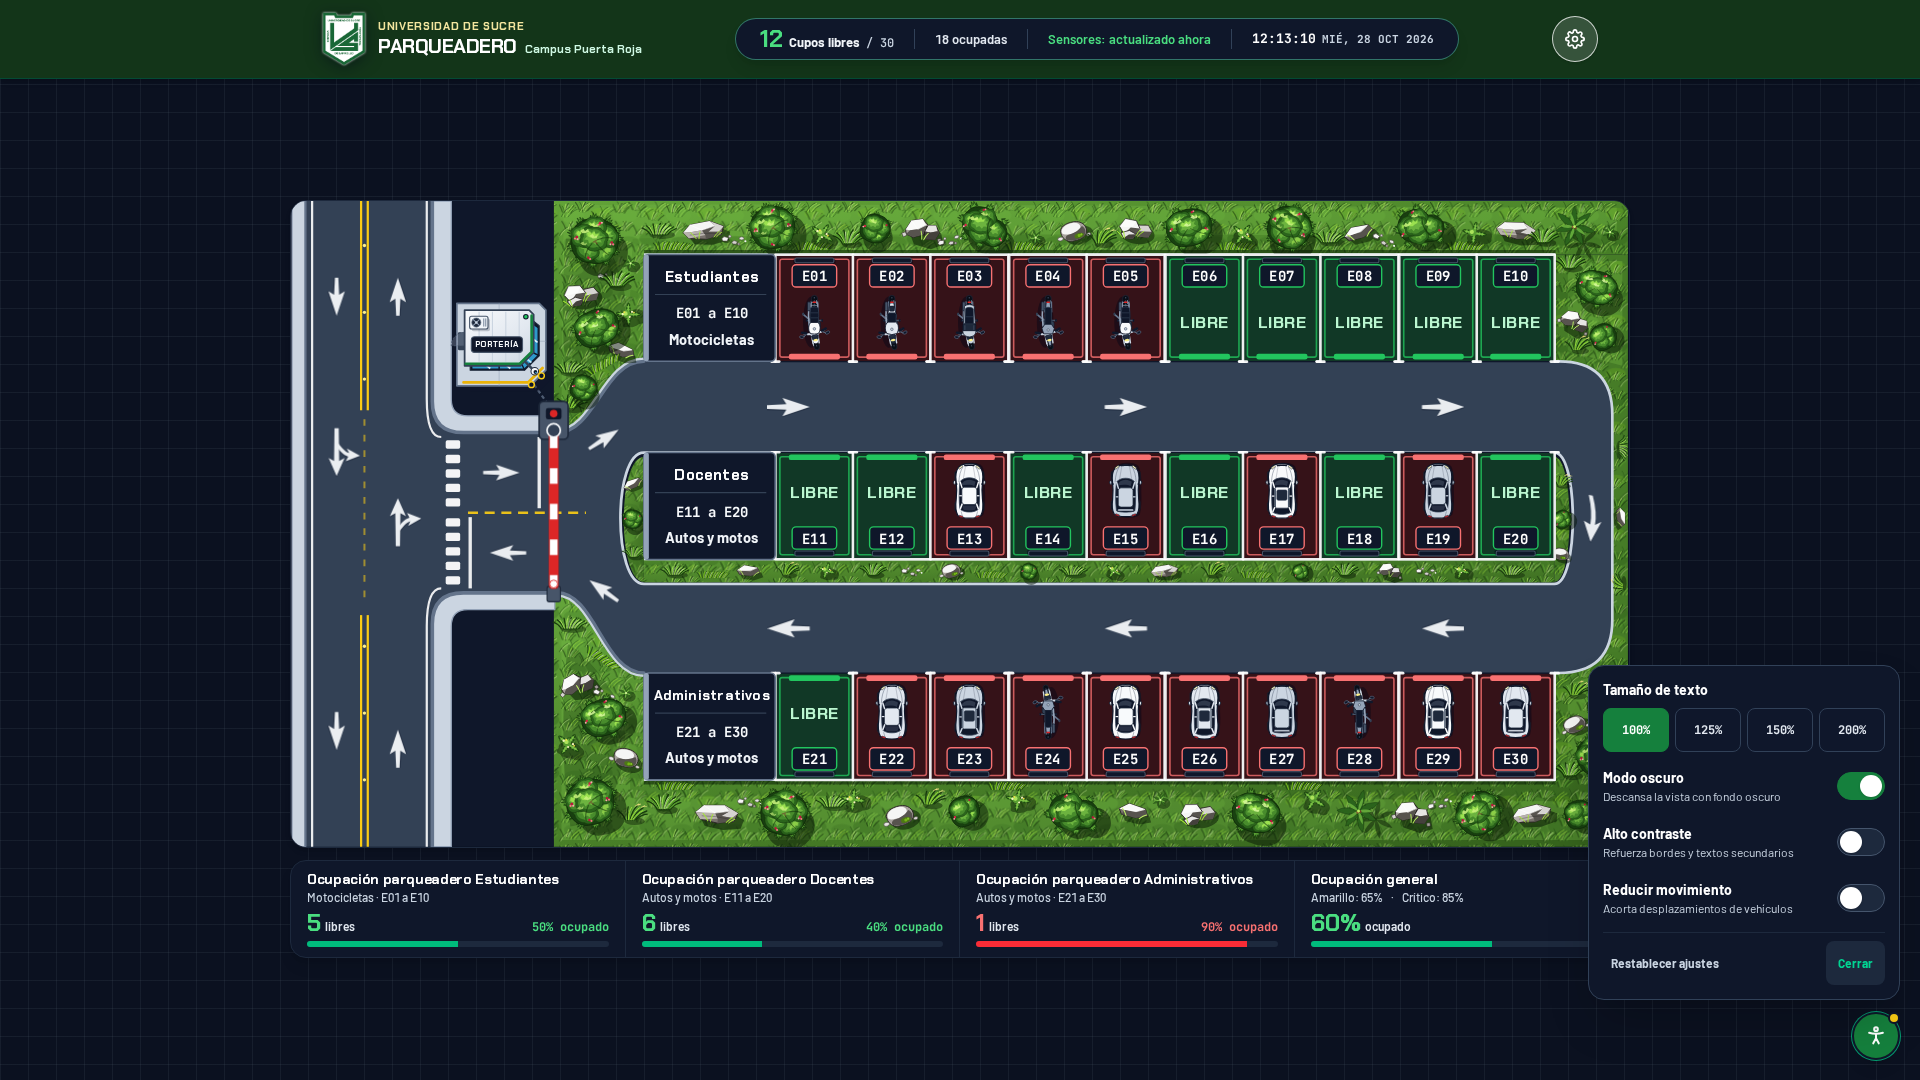 UNIVERSIDAD DE SUCRE
PARQUEADERO Campus Puerta Roja
12 Cupos libres / 30
18 ocupadas
Sensores: actualizado ahora
12:13:10 MIÉ, 28 OCT 2026
PORTERÍA
Estudiantes
E01 a E10
Motocicletas
E01 E02 E03 E04 E05 E06 E07 E08 E09 E10
LIBRE LIBRE LIBRE LIBRE LIBRE
Docentes
E11 a E20
Autos y motos
LIBRE LIBRE LIBRE LIBRE LIBRE LIBRE
E11 E12 E13 E14 E15 E16 E17 E18 E19 E20
Administrativos
E21 a E30
Autos y motos
LIBRE
E21 E22 E23 E24 E25 E26 E27 E28 E29 E30
Ocupación parqueadero Estudiantes
Motocicletas · E01 a E10
5 libres 50% ocupado
Ocupación parqueadero Docentes
Autos y motos · E11 a E20
6 libres 40% ocupado
Ocupación parqueadero Administrativos
Autos y motos · E21 a E30
1 libres 90% ocupado
Ocupación general
Amarillo: 65% · Crítico: 85%
60% ocupado
Tamaño de texto
100% 125% 150% 200%
Modo oscuro
Descansa la vista con fondo oscuro
Alto contraste
Refuerza bordes y textos secundarios
Reducir movimiento
Acorta desplazamientos de vehículos
Restablecer ajustes
Cerrar